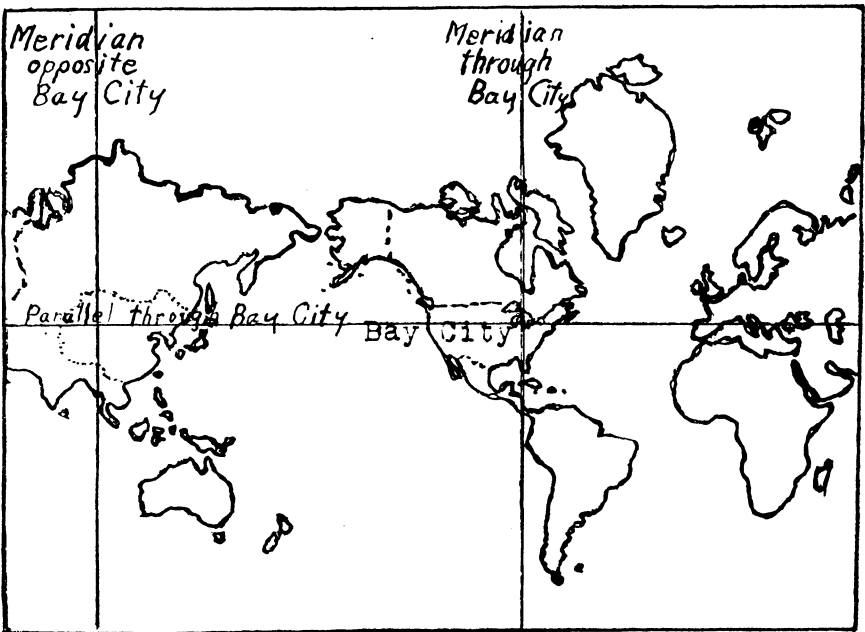 Meridian
opposite
Bay City
Meridian
through
Bay City
Parallel through Bay City
Bay City